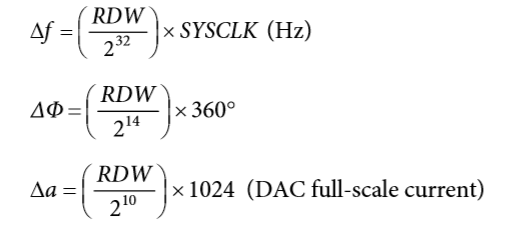 Δf = (RDW / 2^32) × SYSCLK (Hz)
ΔΦ = (RDW / 2^14) × 360°
Δa = (RDW / 2^10) × 1024 (DAC full-scale current)